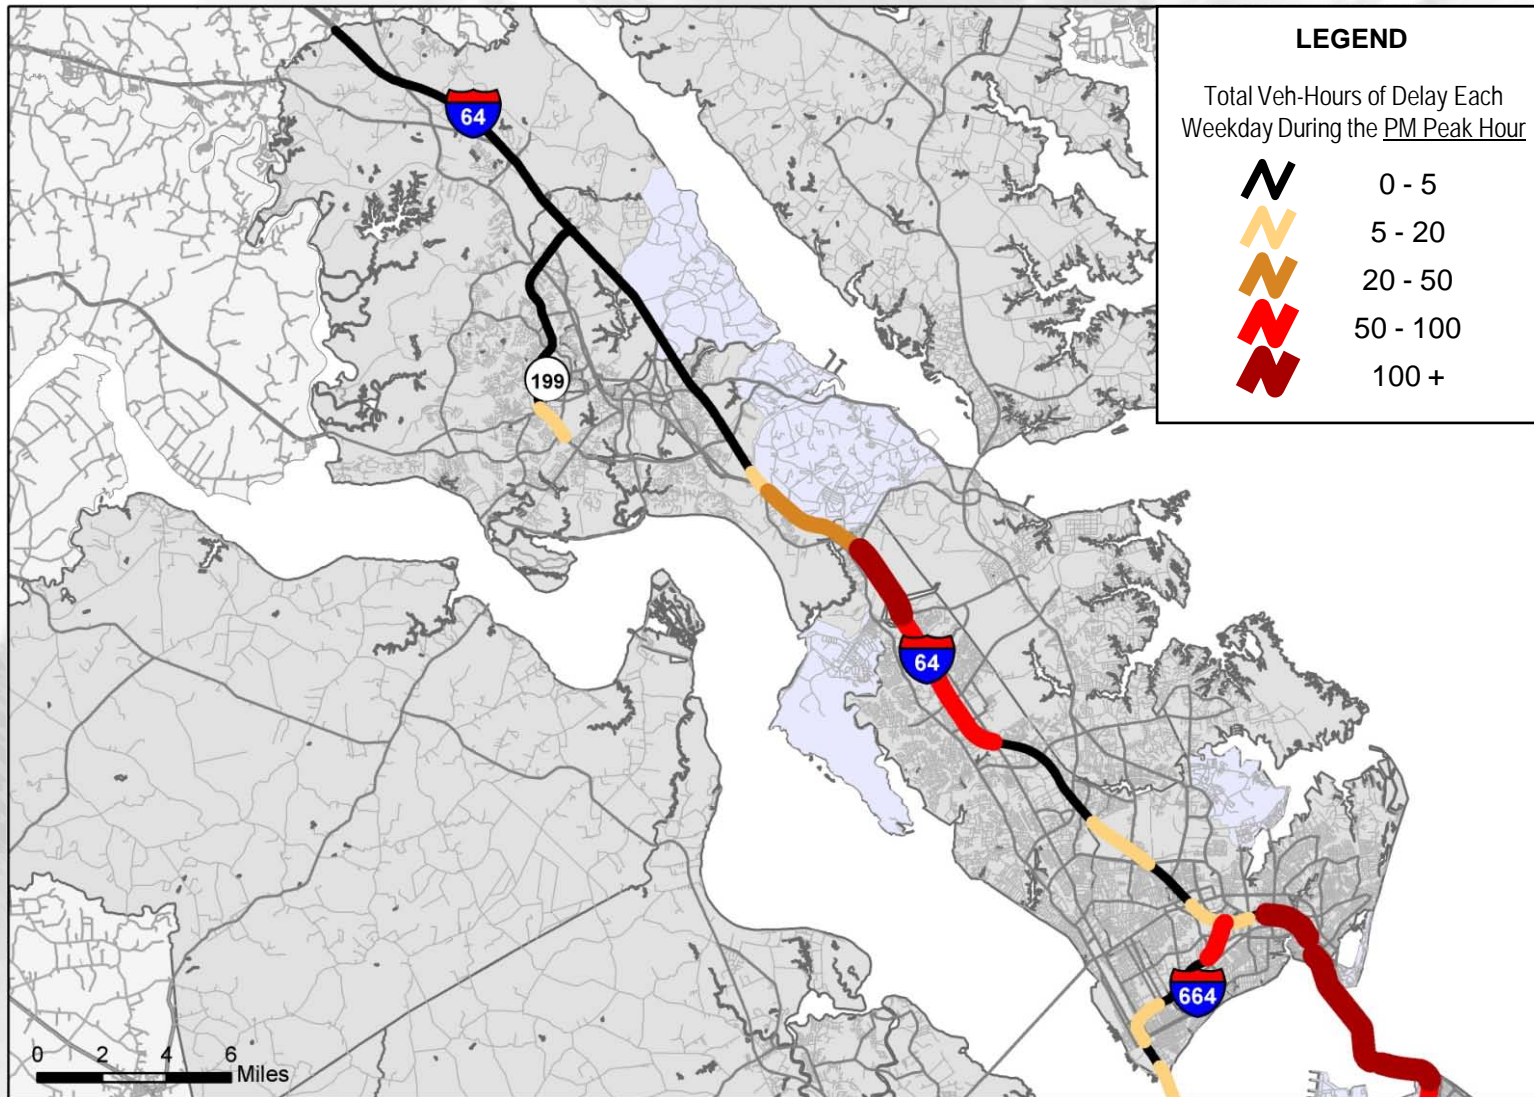 LEGEND
Total Veh-Hours of Delay Each
Weekday During the PM Peak Hour
0 - 5
5 - 20
20 - 50
50 - 100
100 +
64
199
64
664
0 2 4 6
Miles